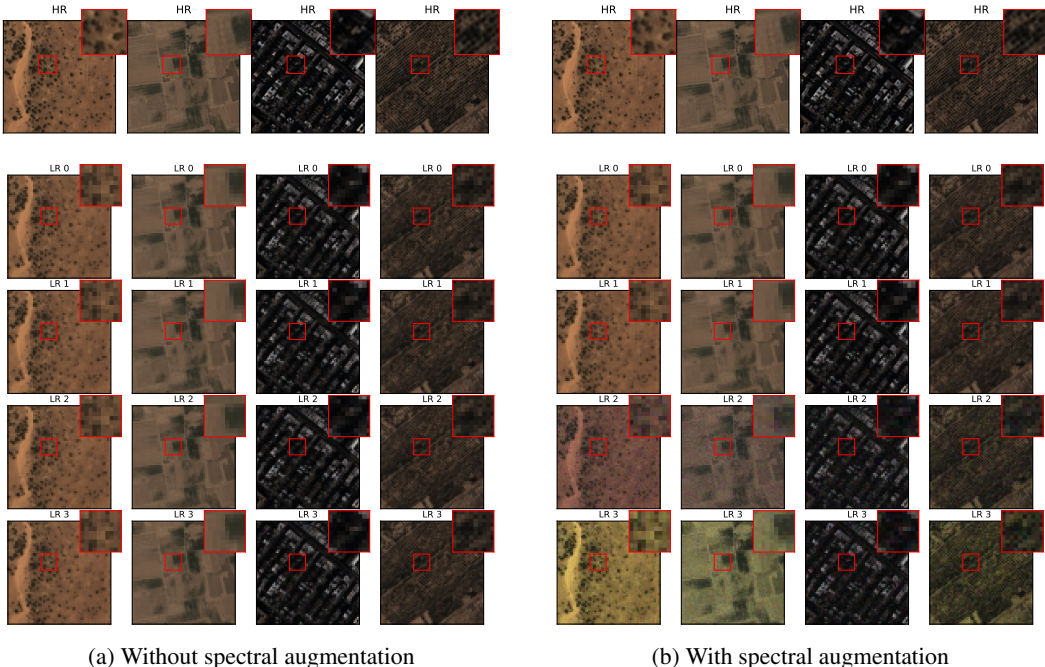 HR HR HR HR HR HR HR HR
LR 0 LR 0 LR 0 LR 0 LR 0 LR 0 LR 0 LR 0
LR 1 LR 1 LR 1 LR 1 LR 1 LR 1 LR 1 LR 1
LR 2 LR 2 LR 2 LR 2 LR 2 LR 2 LR 2 LR 2
LR 3 LR 3 LR 3 LR 3 LR 3 LR 3 LR 3 LR 3
(a) Without spectral augmentation (b) With spectral augmentation